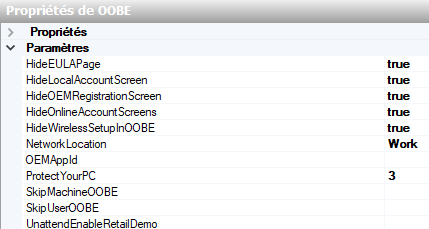 Propriétés de OOBE
Propriétés
Paramètres
HideEULAPage true
HideLocalAccountScreen true
HideOEMRegistrationScreen true
HideOnlineAccountScreens true
HideWirelessSetupInOOBE true
NetworkLocation Work
OEMAppId
ProtectYourPC 3
SkipMachineOOBE
SkipUserOOBE
UnattendEnableRetailDemo